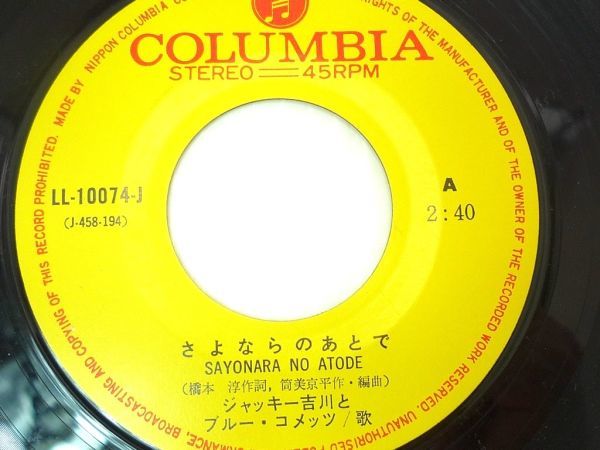 COLUMBIA
STEREO 45RPM
LL-10074-J
(J-458-194)
A
2:40
さよならのあとで
SAYONARA NO ATODE
(橋本 淳作詞, 筒美京平作・編曲)
ジャッキー吉川と
ブルー・コメッツ/歌
RIGHTS OF THE MANUFACTURER AND OF THE OWNER OF THE RECORDED WORK RESERVED. UNAUTHORISED
BROADCASTING AND COPYING OF THIS RECORD PROHIBITED. MADE BY NIPPON COLUMBIA